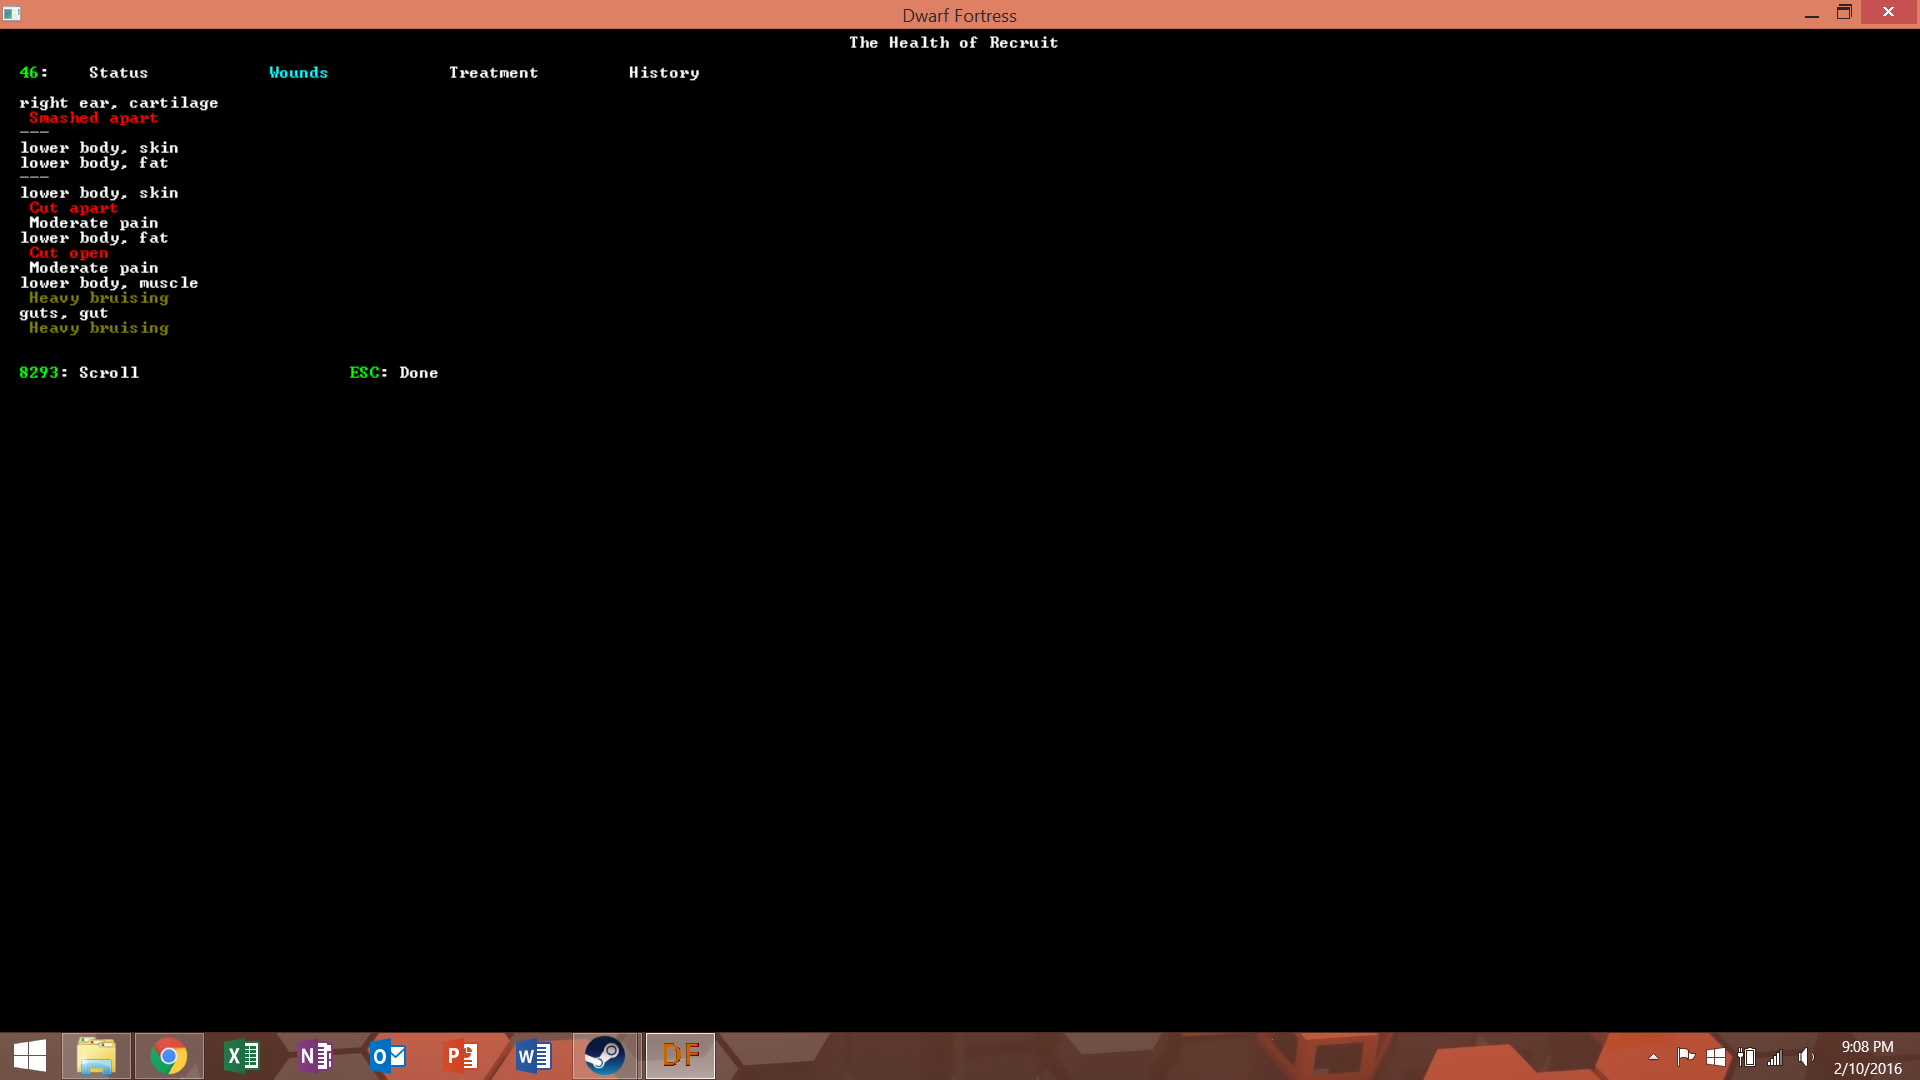 Dwarf Fortress
The Health of Recruit
46: Status Wounds Treatment History
right ear, cartilage
Smashed apart
---
lower body, skin
lower body, fat
---
lower body, skin
Cut apart
Moderate pain
lower body, fat
Cut open
Moderate pain
lower body, muscle
Heavy bruising
guts, gut
Heavy bruising
8293: Scroll ESC: Done
DF
9:08 PM
2/10/2016